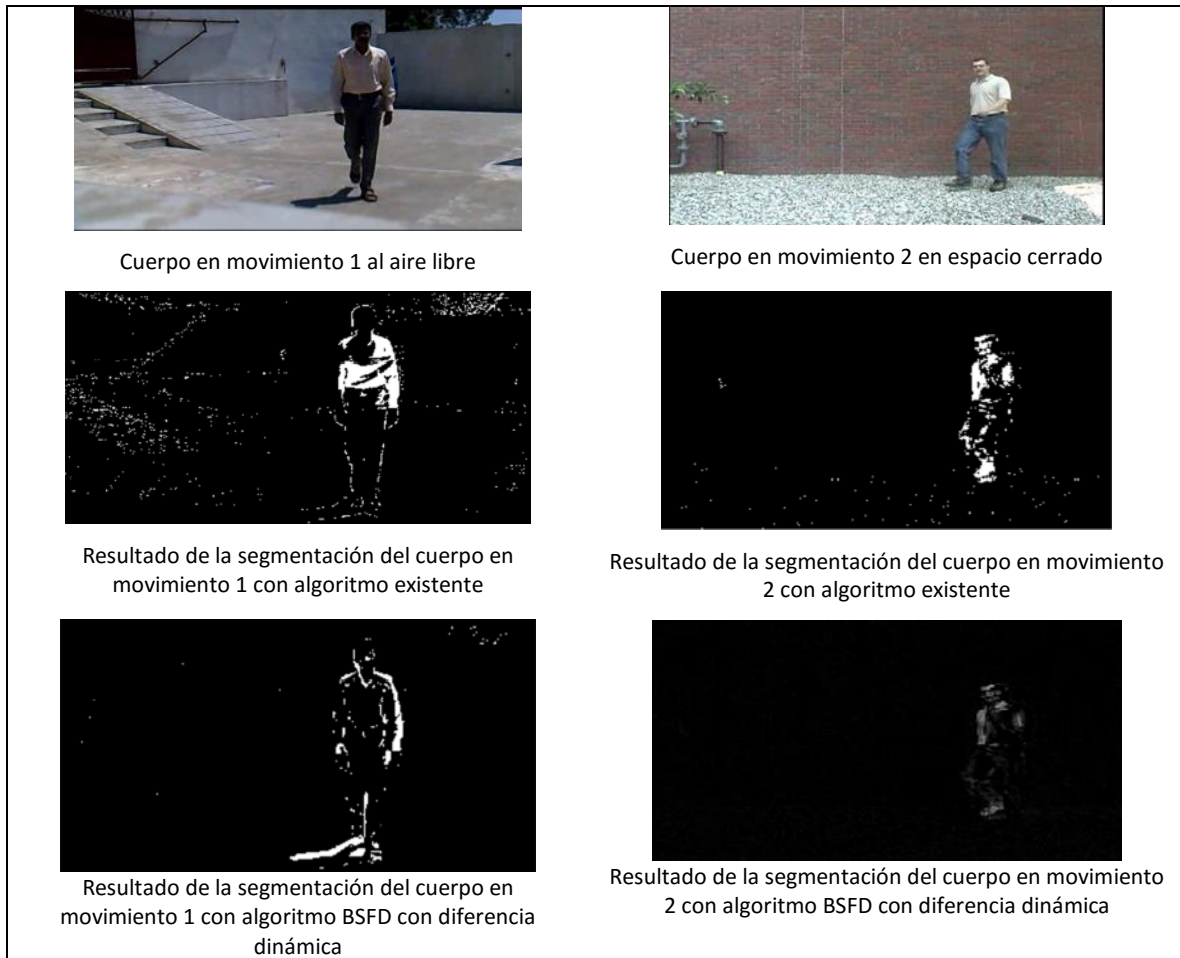 Cuerpo en movimiento 1 al aire libre
Cuerpo en movimiento 2 en espacio cerrado
Resultado de la segmentación del cuerpo en
movimiento 1 con algoritmo existente
Resultado de la segmentación del cuerpo en movimiento
2 con algoritmo existente
Resultado de la segmentación del cuerpo en
movimiento 1 con algoritmo BSFD con diferencia
dinámica
Resultado de la segmentación del cuerpo en movimiento
2 con algoritmo BSFD con diferencia dinámica